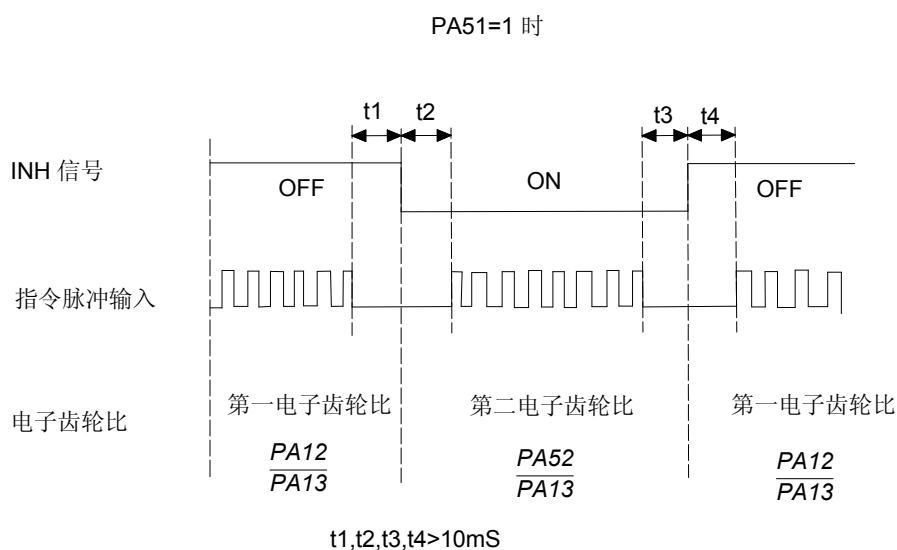 PA51=1 时
t1 t2 t3 t4
INH 信号
OFF ON OFF
指令脉冲输入
电子齿轮比
第一电子齿轮比 第二电子齿轮比 第一电子齿轮比
PA12 PA52 PA12
PA13 PA13 PA13
t1,t2,t3,t4>10mS